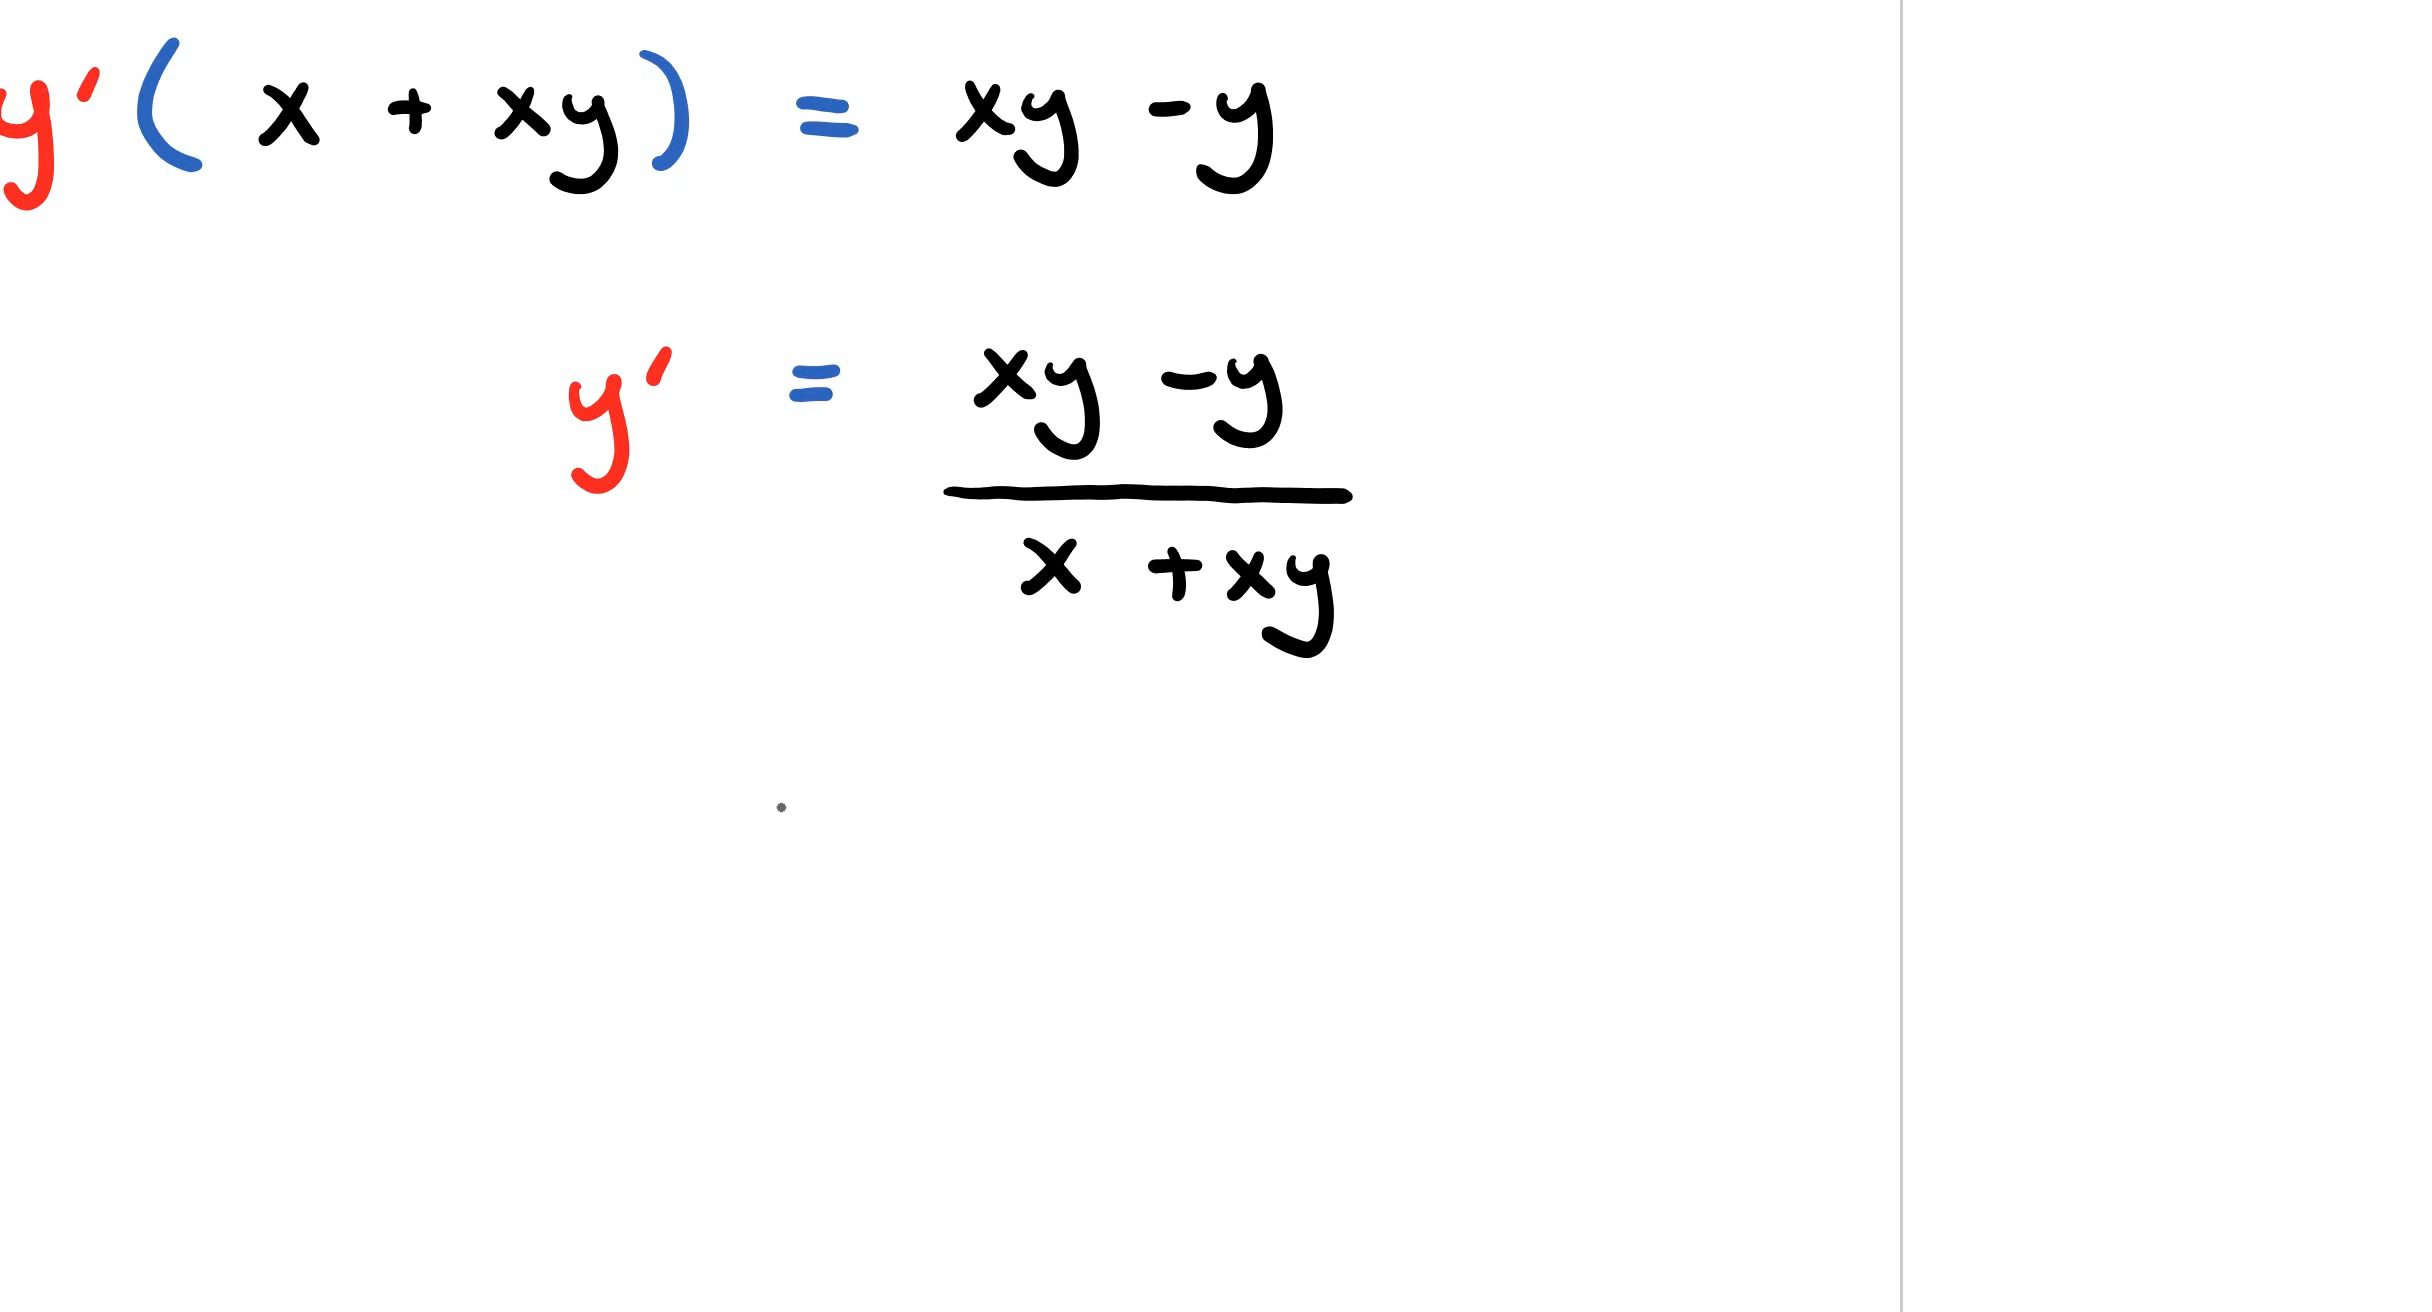 y'( x + xy) = xy - y
y' = xy - y
x + xy